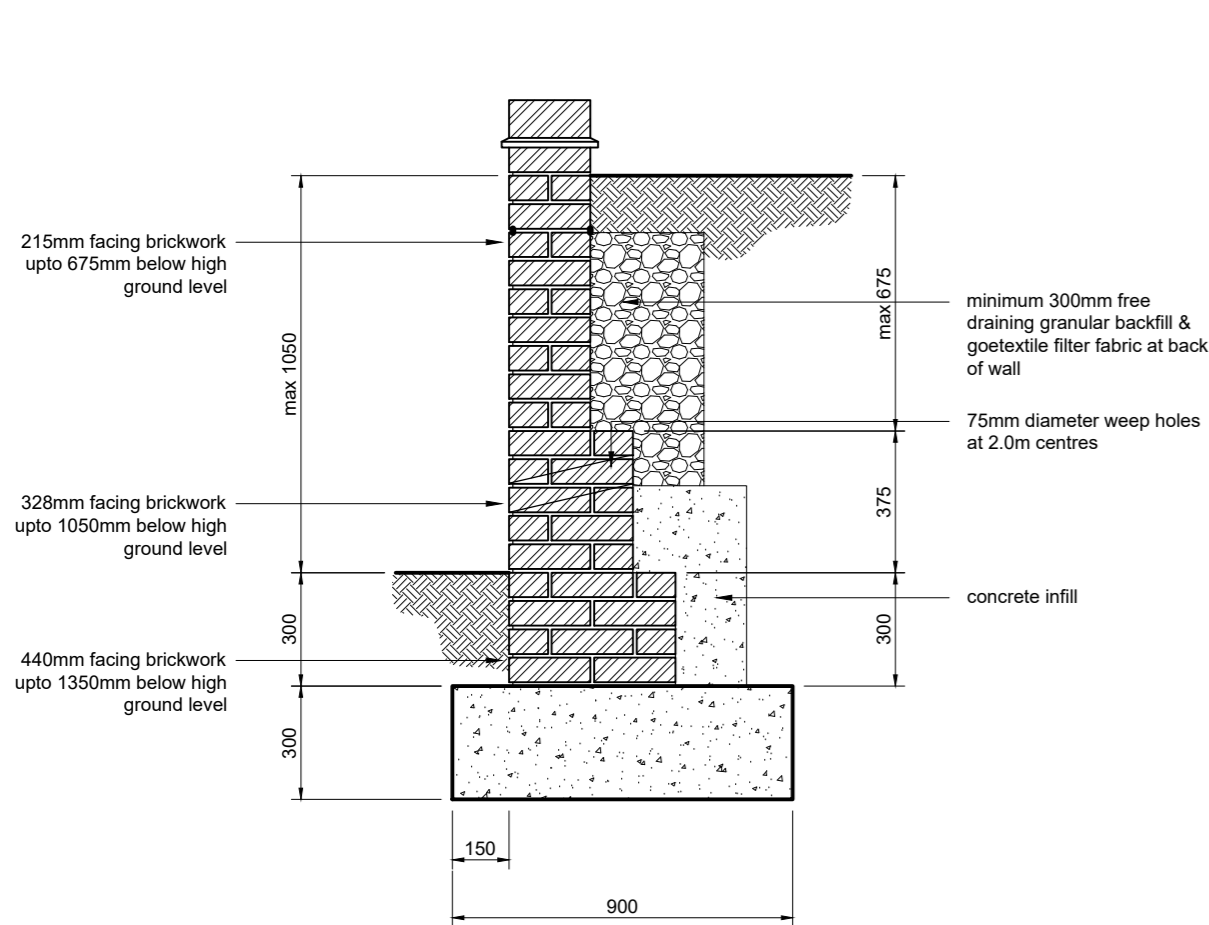 215mm facing brickwork
upto 675mm below high
ground level
max 1050
max 675
minimum 300mm free
draining granular backfill &
goetextile filter fabric at back
of wall
75mm diameter weep holes
at 2.0m centres
328mm facing brickwork
upto 1050mm below high
ground level
375
concrete infill
300
300
440mm facing brickwork
upto 1350mm below high
ground level
300
150
900